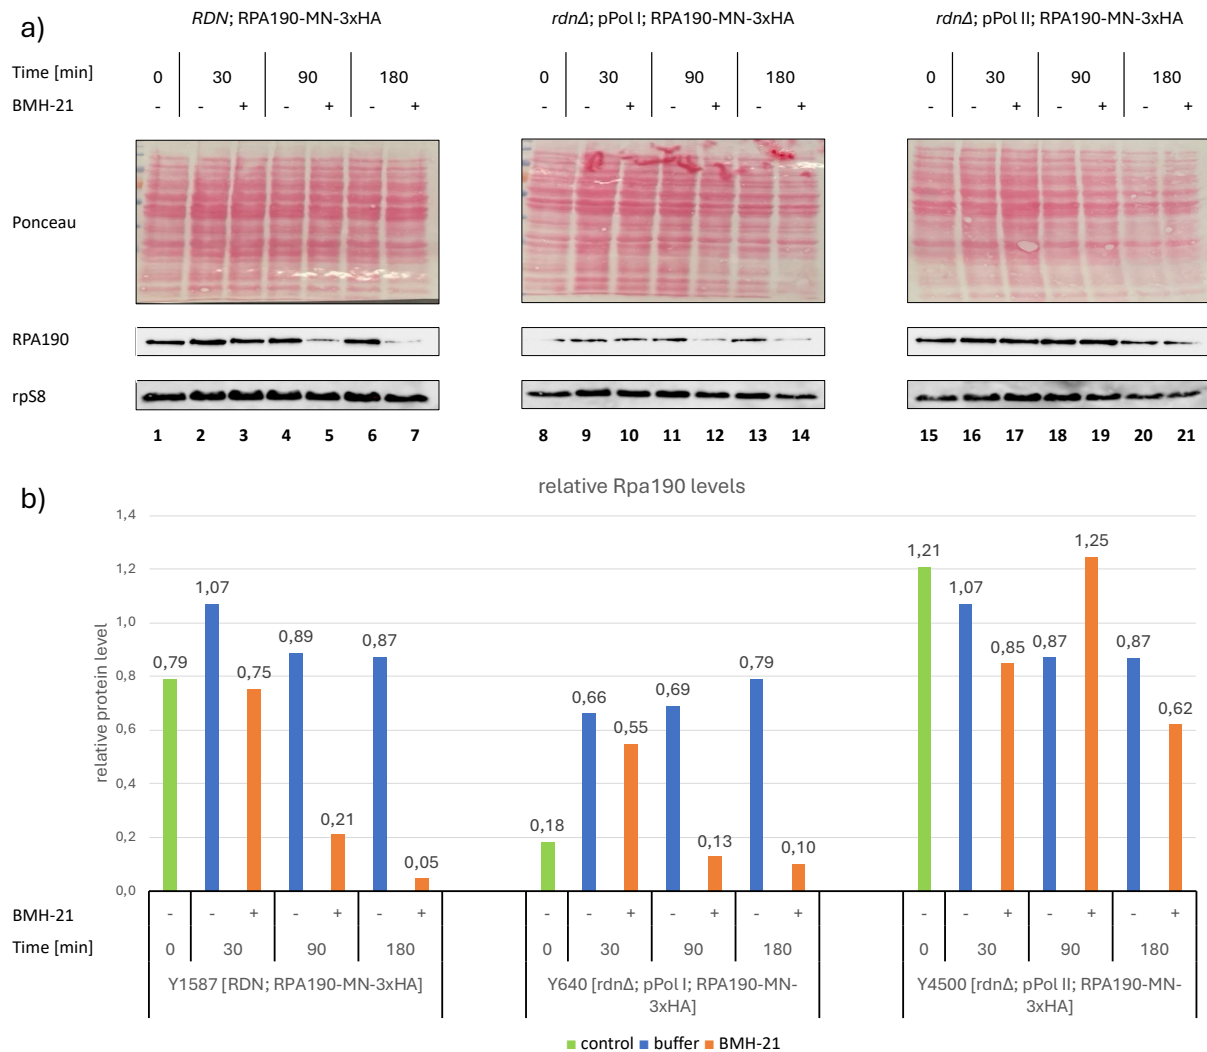 a)
RDN; RPA190-MN-3xHA
rdnΔ; pPol I; RPA190-MN-3xHA
rdnΔ; pPol II; RPA190-MN-3xHA
Time [min] 0 30 90 180 0 30 90 180 0 30 90 180
BMH-21 - - + - + - + - - + - + - + - - + - + - +
Ponceau
RPA190
rpS8
1 2 3 4 5 6 7 8 9 10 11 12 13 14 15 16 17 18 19 20 21
b)
relative Rpa190 levels
relative protein level
1,4
1,2
1,0
0,8
0,6
0,4
0,2
0,0
0,79 1,07 0,75 0,89 0,21 0,87 0,05
0,18 0,66 0,55 0,69 0,13 0,79 0,10
1,21 1,07 0,85 0,87 1,25 0,87 0,62
BMH-21 - - + - + - + - - + - + - + - - + - + - +
Time [min] 0 30 90 180 0 30 90 180 0 30 90 180
Y1587 [RDN; RPA190-MN-3xHA]
Y640 [rdnΔ; pPol I; RPA190-MN-
3xHA]
Y4500 [rdnΔ; pPol II; RPA190-MN-
3xHA]
control buffer BMH-21